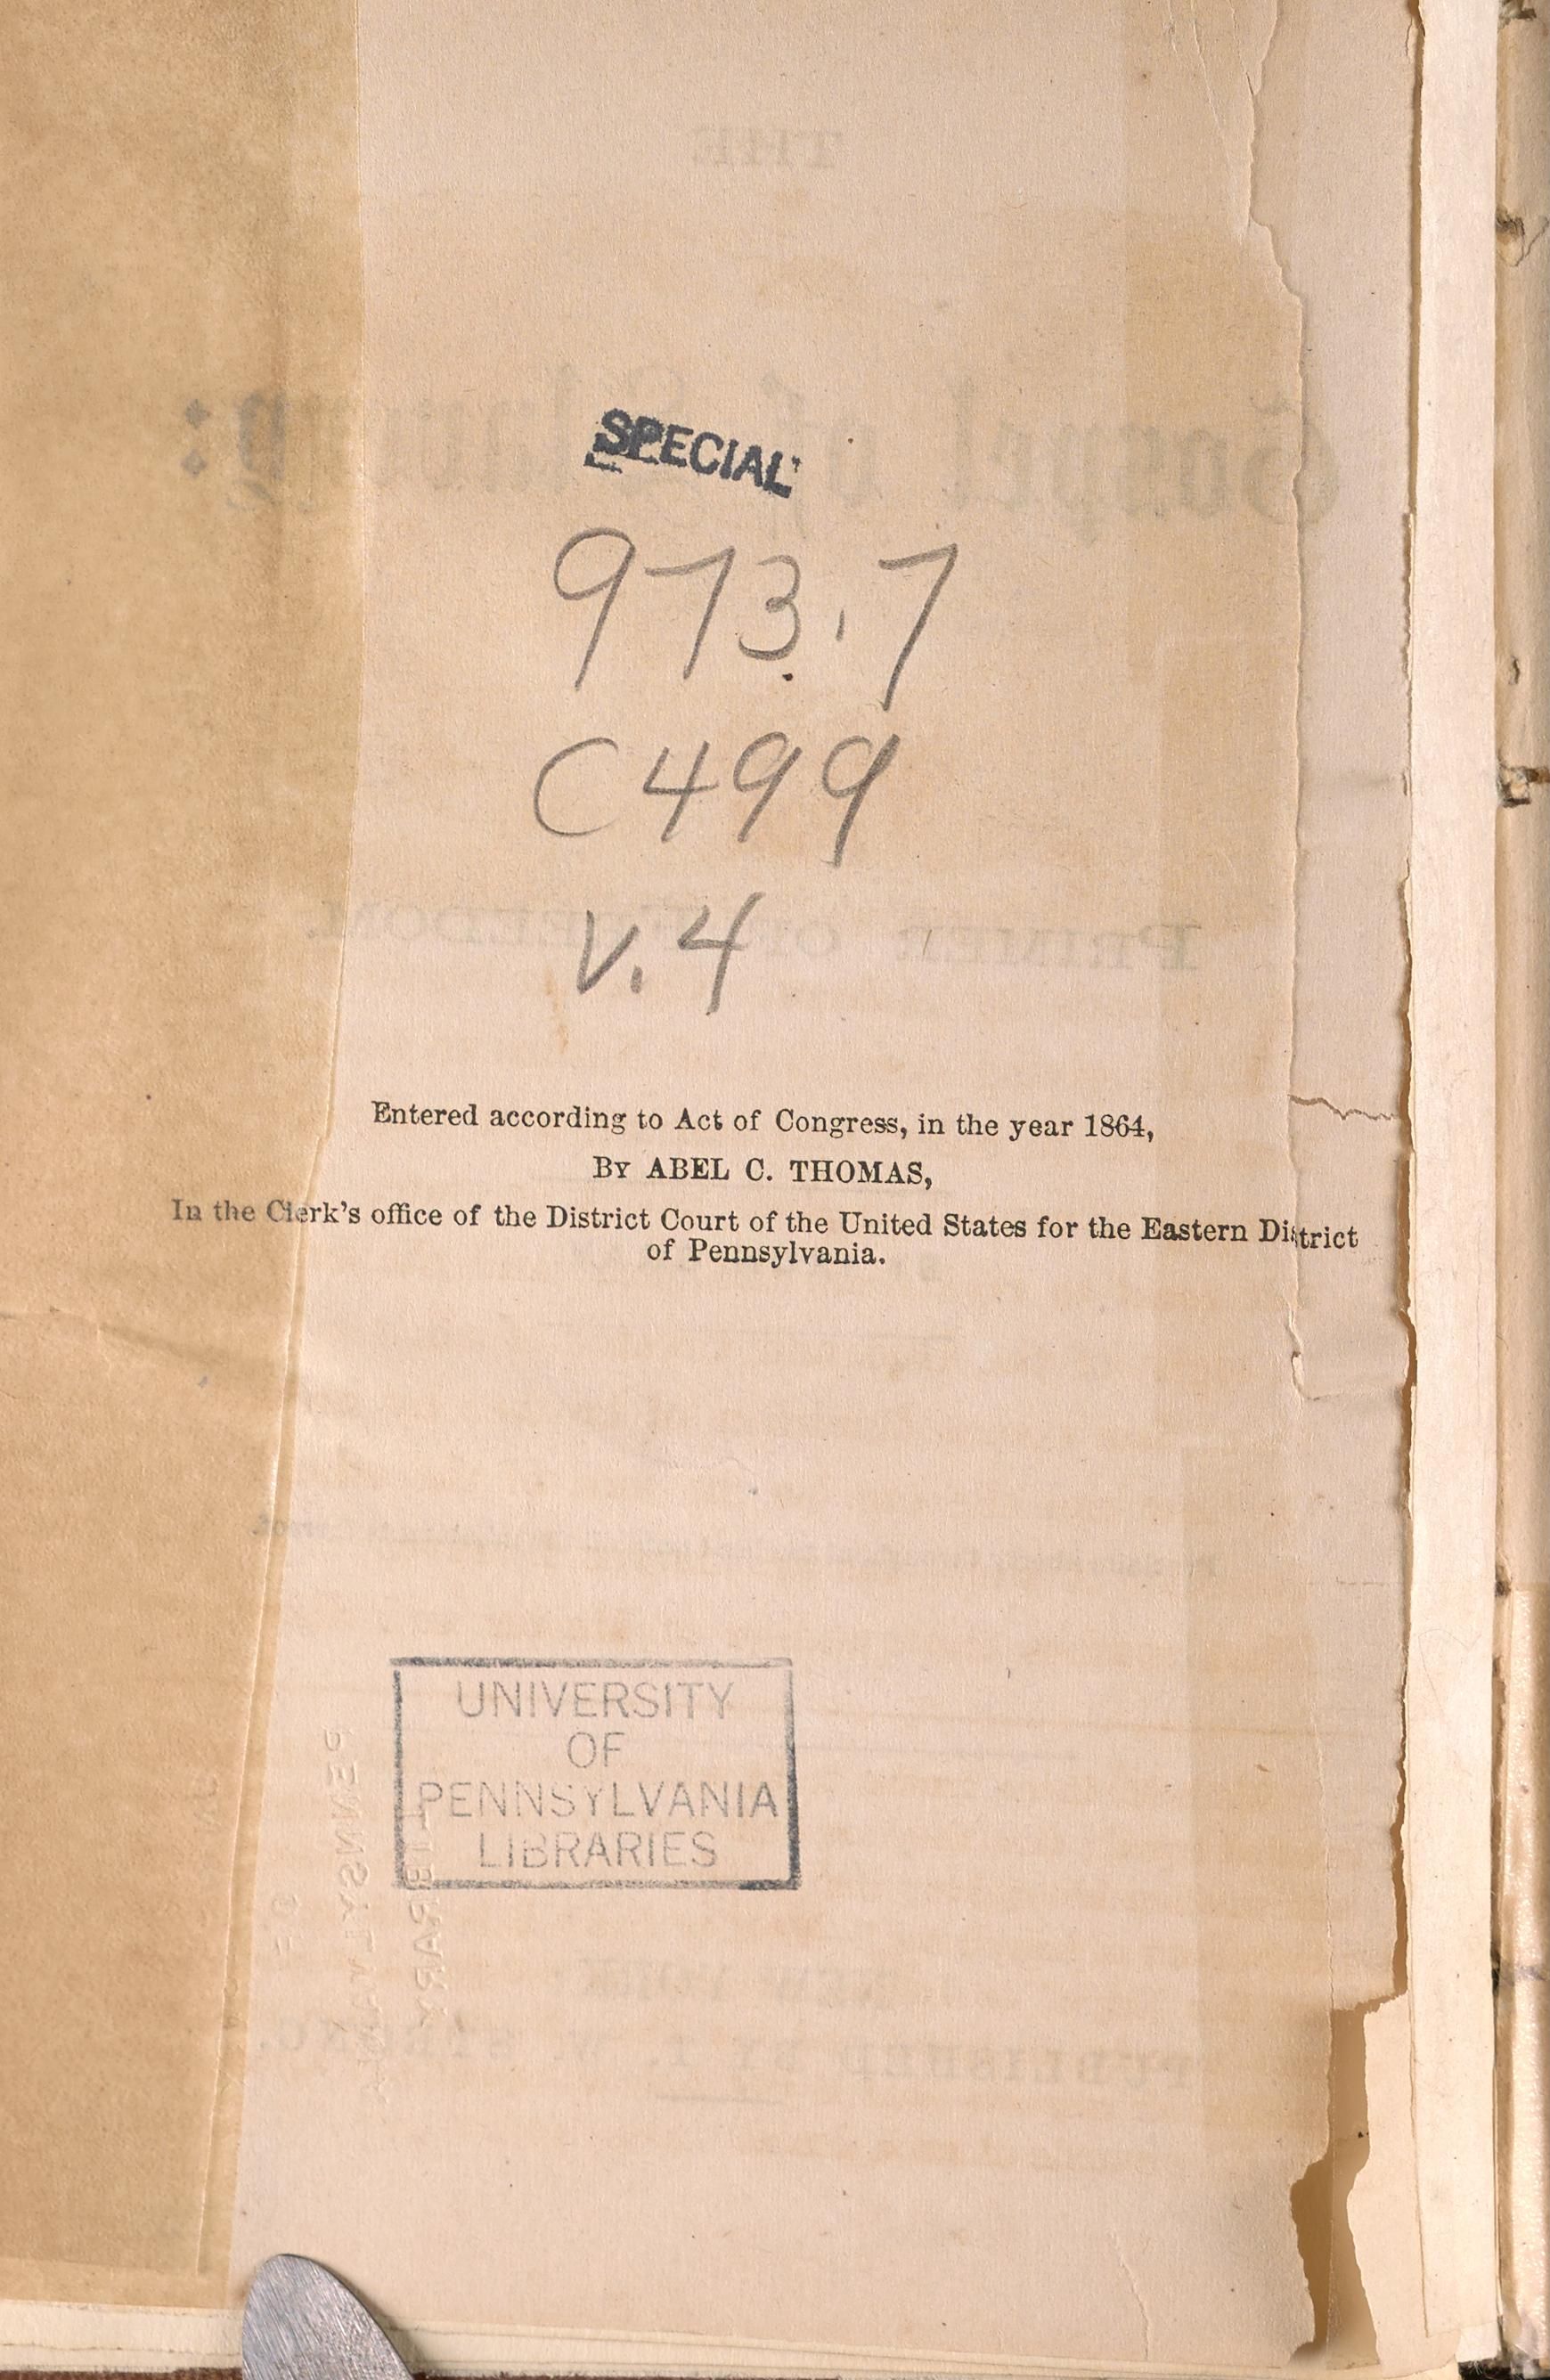 SPECIAL
973.7
C499
v.4
Entered according to Act of Congress, in the year 1864,
By ABEL C. THOMAS,
In the Clerk's office of the District Court of the United States for the Eastern District
of Pennsylvania.
UNIVERSITY
OF
PENNSYLVANIA
LIBRARIES